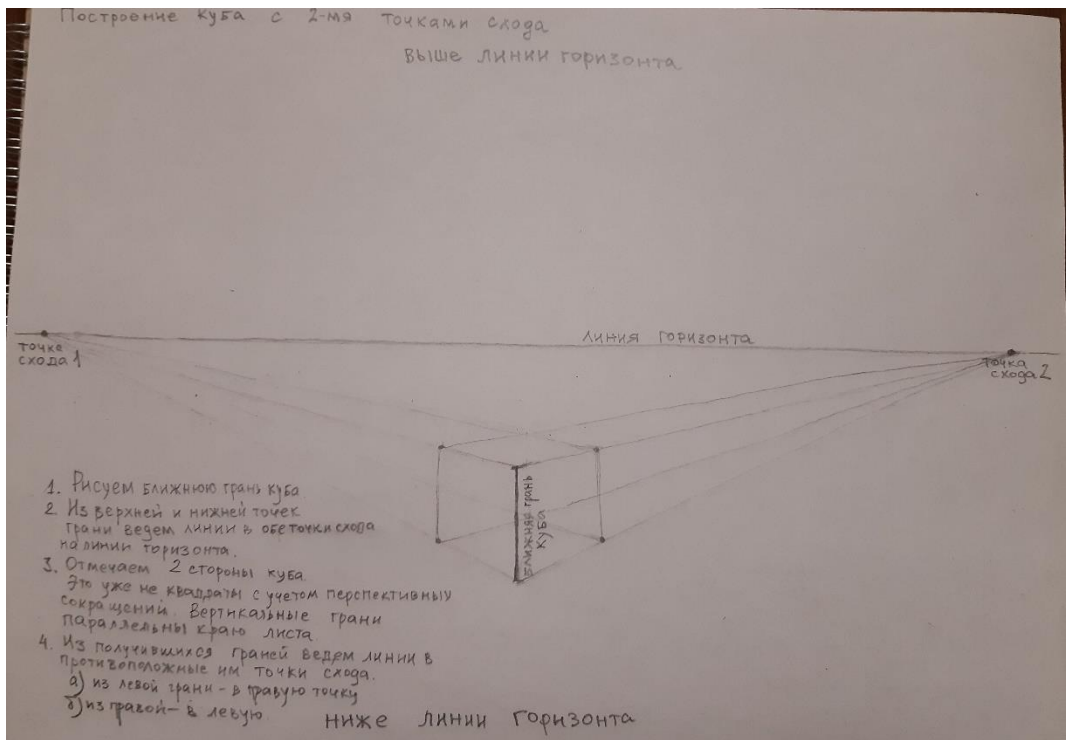 Построение куба с 2-мя точками схода
выше линии горизонта
линия горизонта
точка
схода 1
точка
схода 2
1. Рисуем ближнюю грань куба
2 Из верхней и нижней точек
грани ведем линии в обе точки схода
на линии горизонта.
3. Отмечаем 2 стороны куба.
Это уже не квадраты с учетом перспективных
сокращений. Вертикальные грани
параллельны краю листа.
4. Из получившихся граней ведем линии в
противоположные им точки схода.
а) из левой грани - в правую точку
б) из правой - в левую.
ближняя грань
куба
ниже линии горизонта